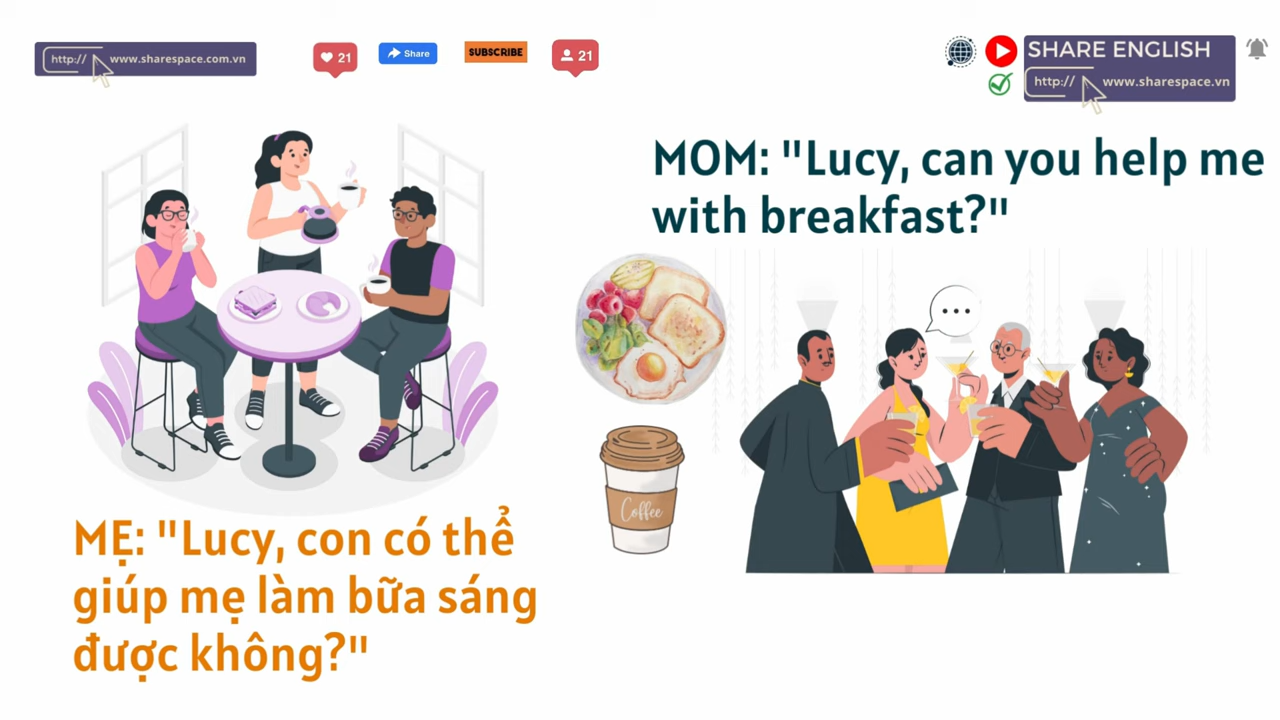 http:// www.sharespace.com.vn
21
Share
SUBSCRIBE
21
SHARE ENGLISH
http:// www.sharespace.vn
MOM: "Lucy, can you help me
with breakfast?"
Coffee
MẸ: "Lucy, con có thể
giúp mẹ làm bữa sáng
được không?"